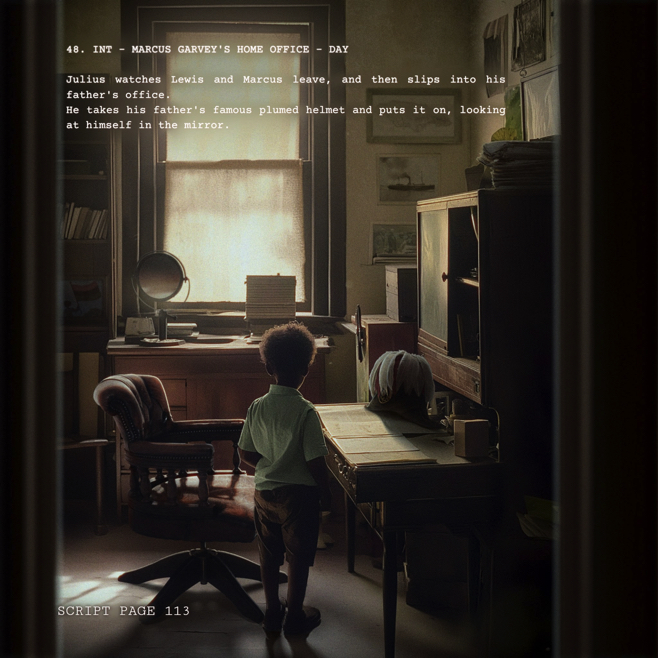 48. INT - MARCUS GARVEY'S HOME OFFICE - DAY
Julius watches Lewis and Marcus leave, and then slips into his
father's office.
He takes his father's famous plumed helmet and puts it on, looking
at himself in the mirror.
SCRIPT PAGE 113